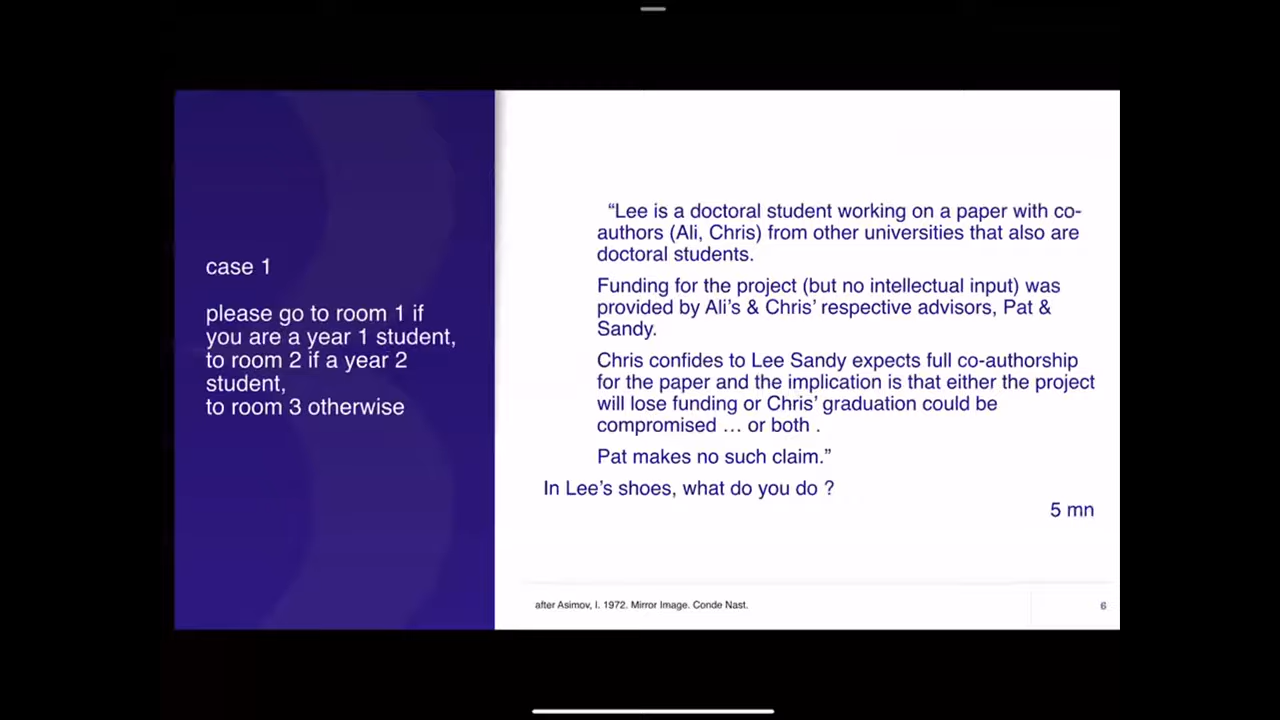 case 1
please go to room 1 if
you are a year 1 student,
to room 2 if a year 2
student,
to room 3 otherwise
“Lee is a doctoral student working on a paper with co-
authors (Ali, Chris) from other universities that also are
doctoral students.
Funding for the project (but no intellectual input) was
provided by Ali’s & Chris’ respective advisors, Pat &
Sandy.
Chris confides to Lee Sandy expects full co-authorship
for the paper and the implication is that either the project
will lose funding or Chris’ graduation could be
compromised … or both .
Pat makes no such claim.”
In Lee’s shoes, what do you do ?
5 mn
after Asimov, I. 1972. Mirror Image. Conde Nast.
6